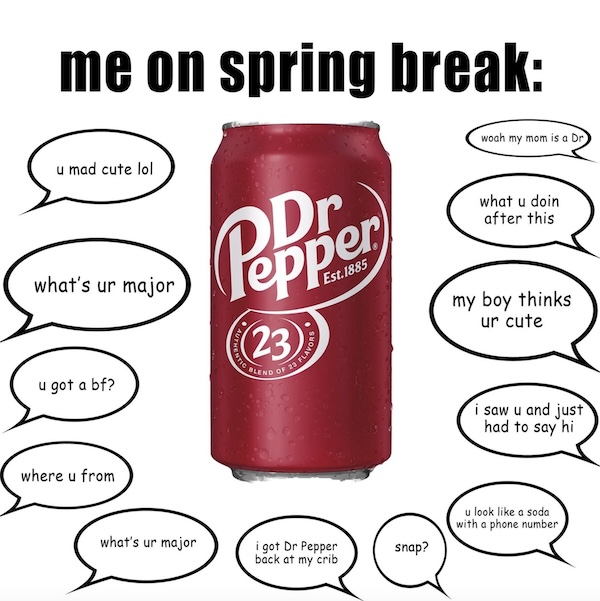 me on spring break:
woah my mom is a Dr
u mad cute lol
what u doin
after this
what's ur major
my boy thinks
ur cute
Dr
Pepper
Est.1885
23
AUTHENTIC BLEND OF 23 FLAVORS
u got a bf?
i saw u and just
had to say hi
where u from
u look like a soda
with a phone number
what's ur major
i got Dr Pepper
back at my crib
snap?